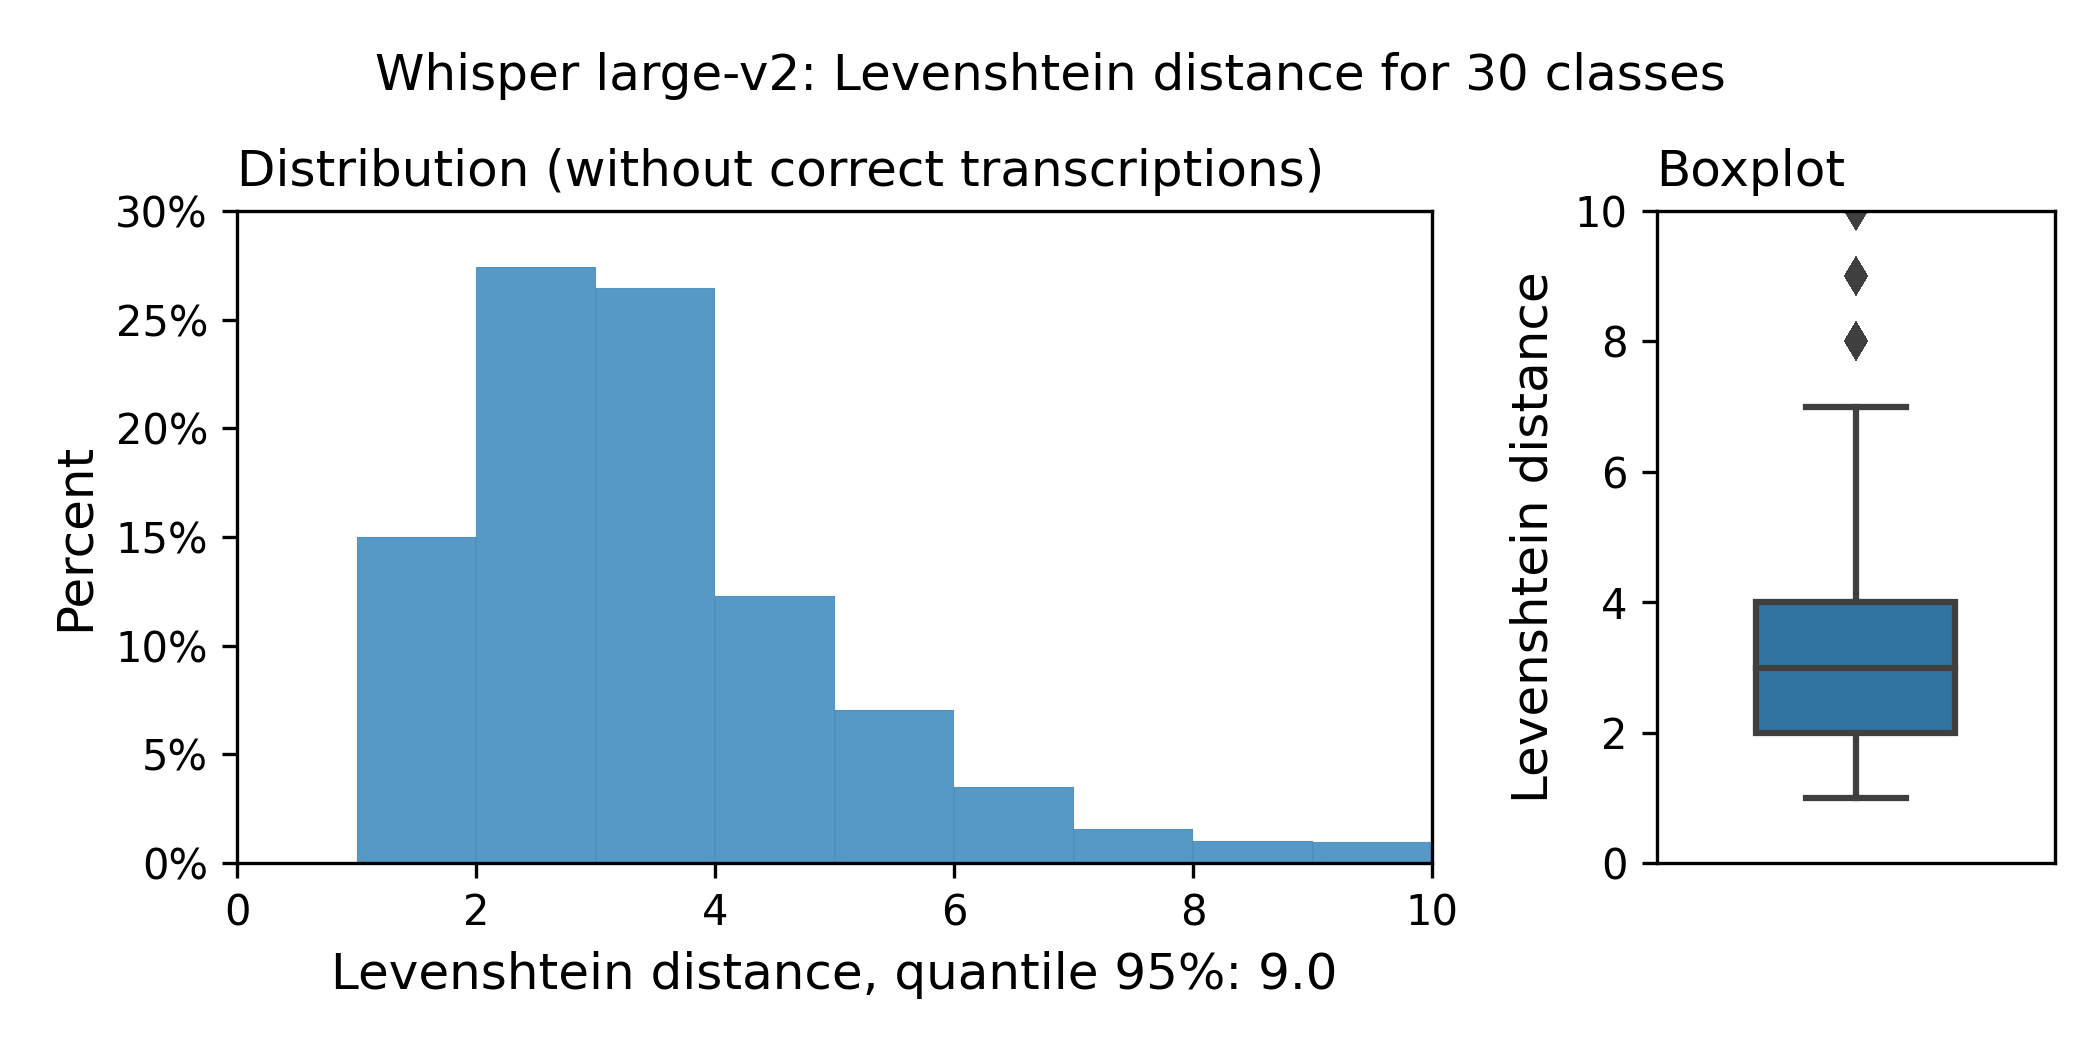 Whisper large-v2: Levenshtein distance for 30 classes
Distribution (without correct transcriptions)
30%
25%
20%
15%
10%
5%
0%
Percent
0 2 4 6 8 10
Levenshtein distance, quantile 95%: 9.0
Boxplot
10
8
6
4
2
0
Levenshtein distance